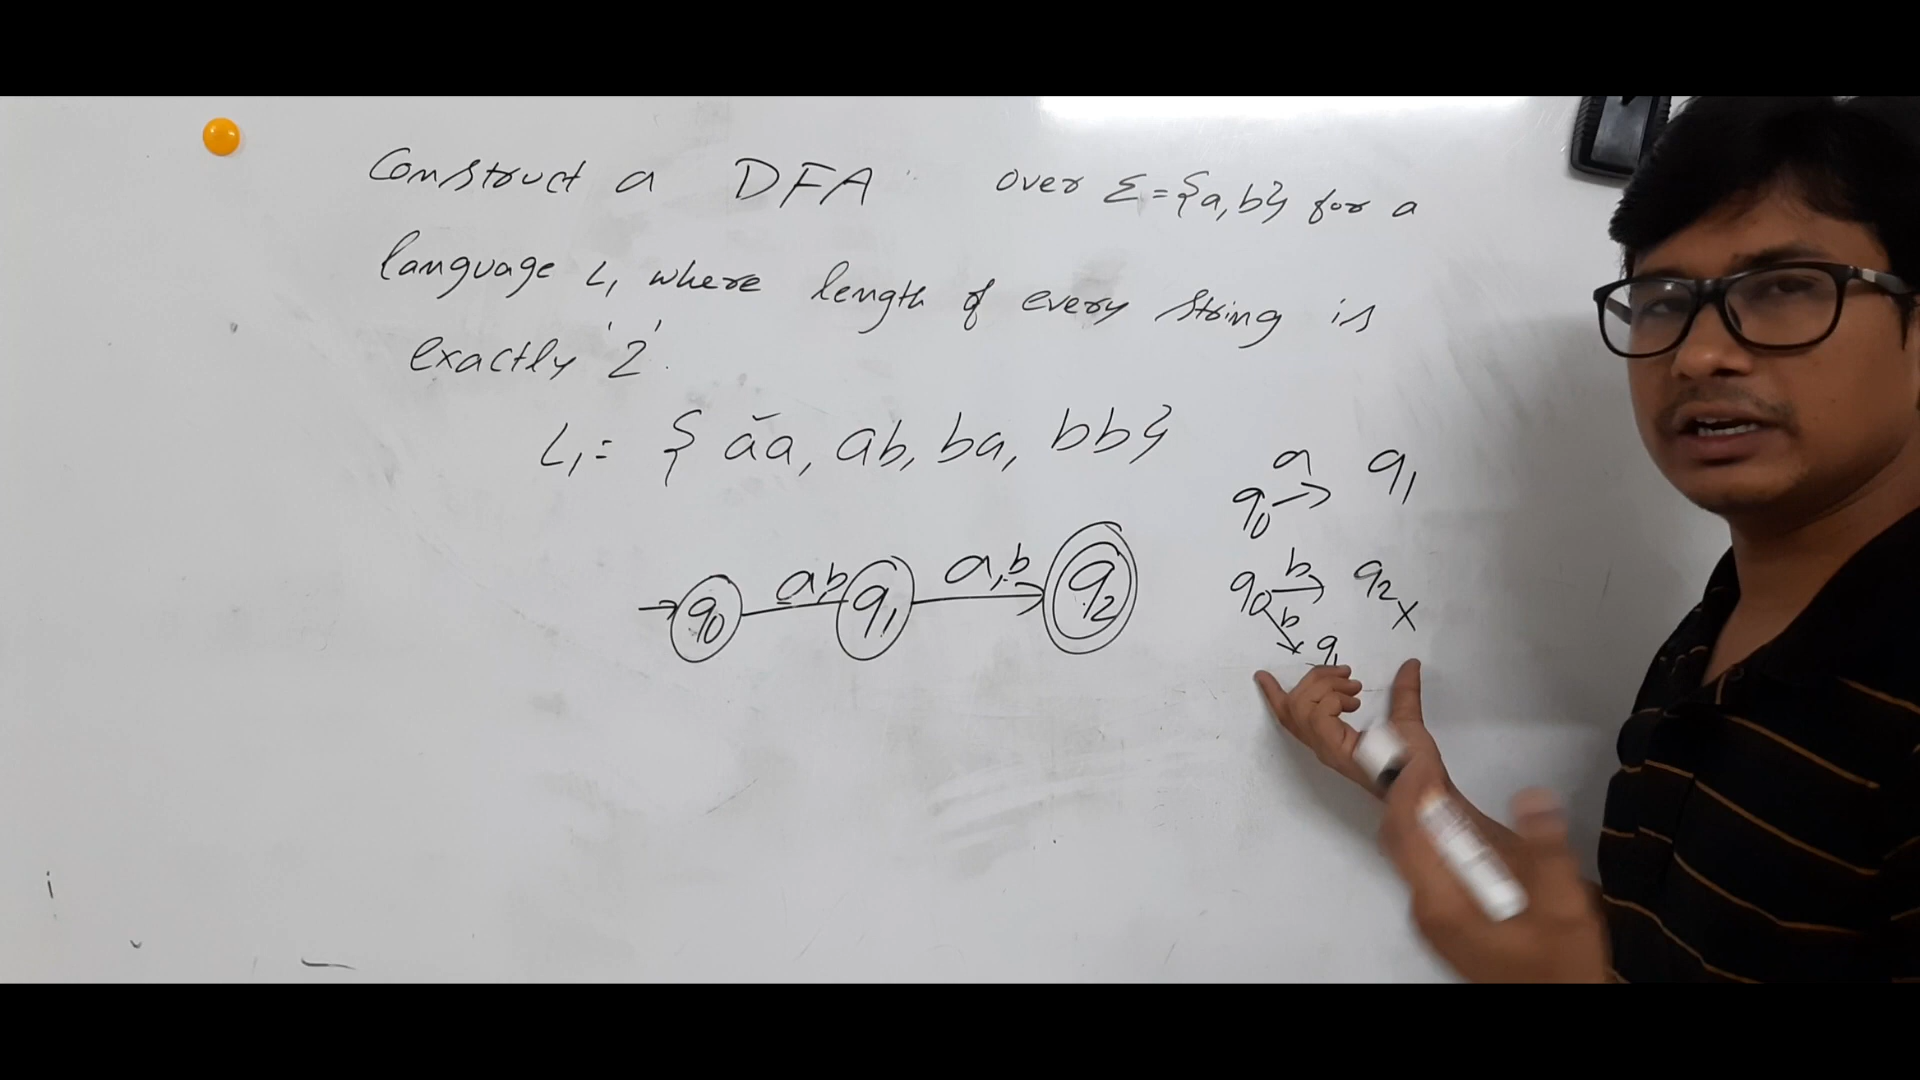 Construct a DFA over Σ={a,b} for a
language L₁ where length of every string is
exactly '2'.
L₁= { aa, ab, ba, bb}
→q₀ a,b q₁ a,b → q₂
q₀ a → q₁
q₀ b → q₂ ×
b → q₁